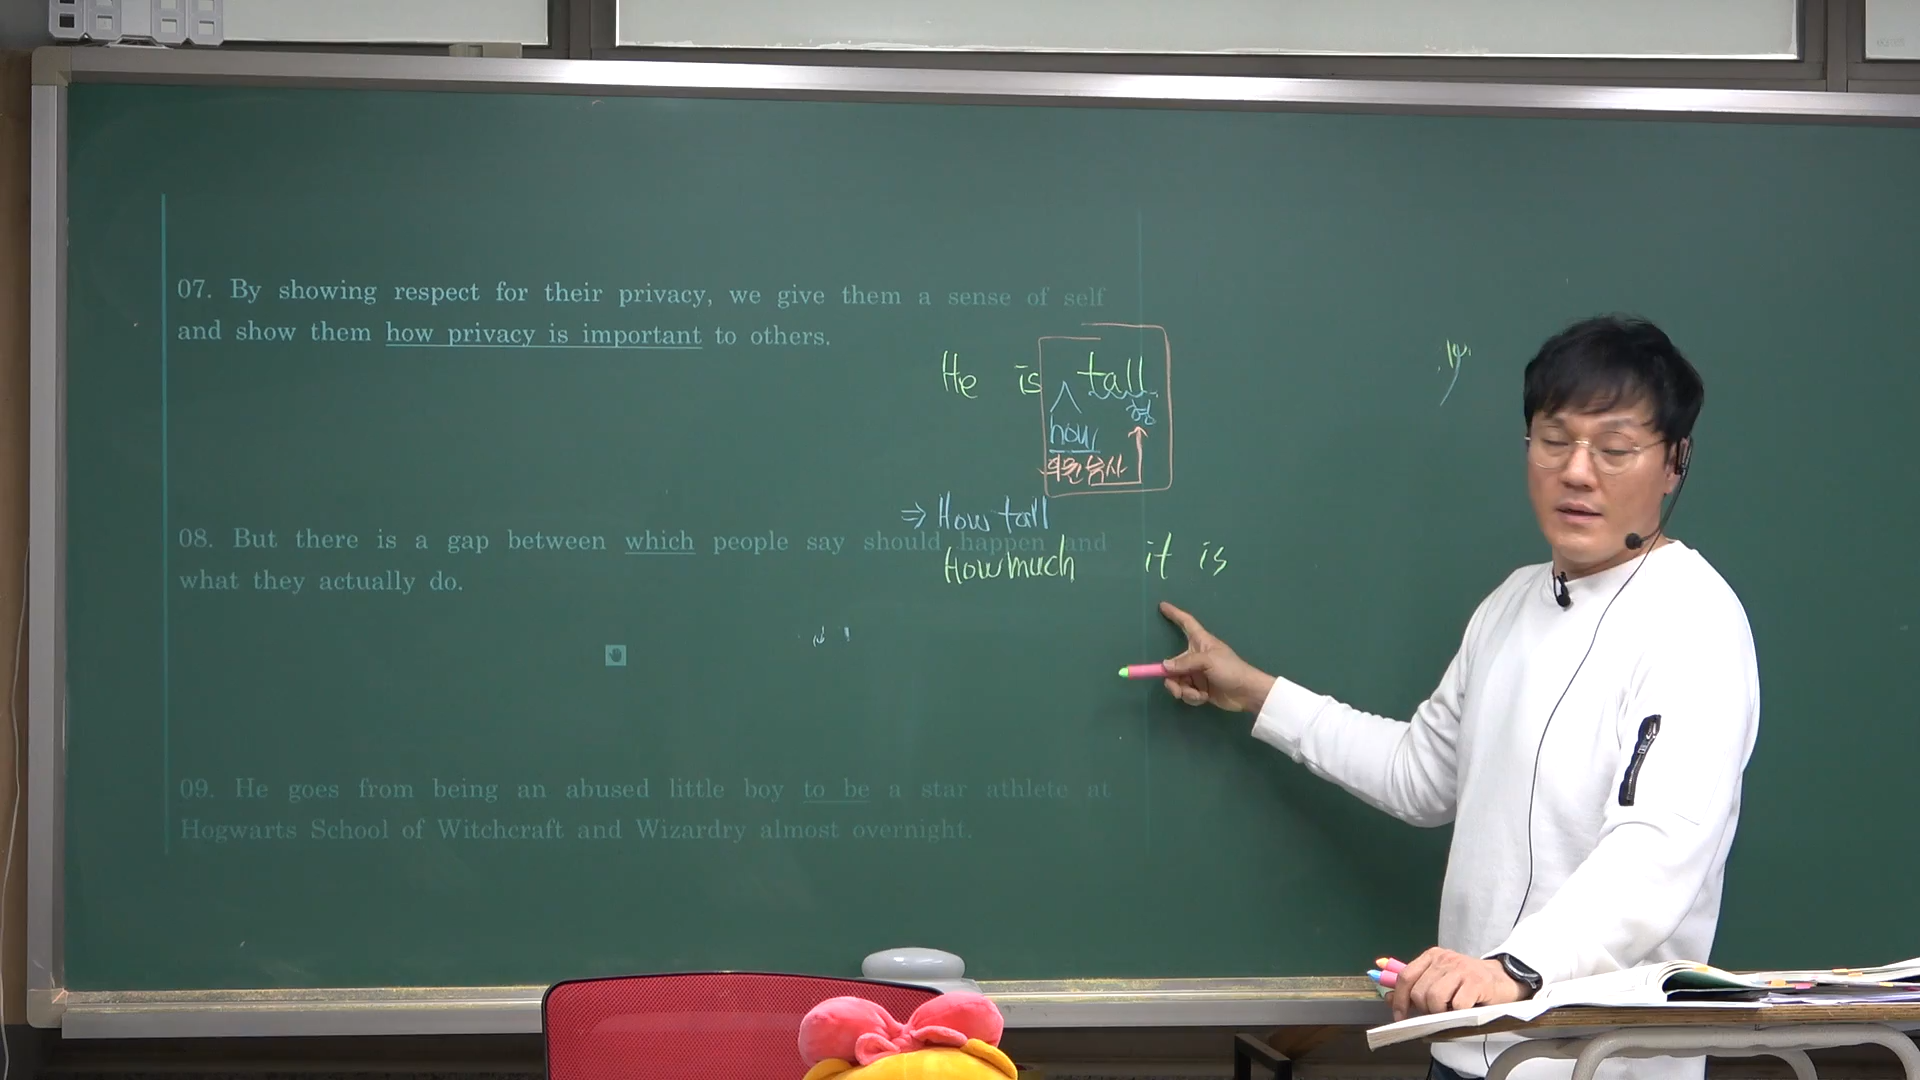 07. By showing respect for their privacy, we give them a sense of self
and show them how privacy is important to others.
He is tall
형
how
의문부사
⇒ How tall
08. But there is a gap between which people say should happen and
what they actually do.
How much it is
09. He goes from being an abused little boy to be a star athlete at
Hogwarts School of Witchcraft and Wizardry almost overnight.